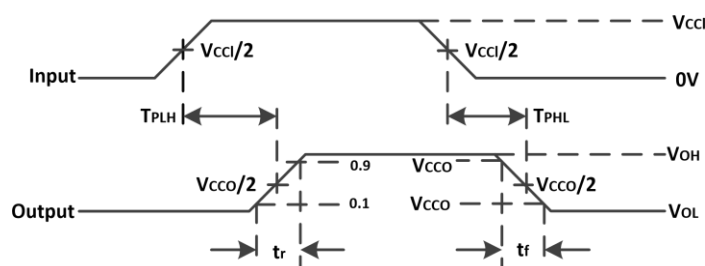 VCCI
VCCI/2
VCCI/2
Input
0V
TPLH
TPHL
0.9
VCCO
VOH
VCCO/2
VCCO/2
0.1
VCCO
Output
VOL
tr
tf